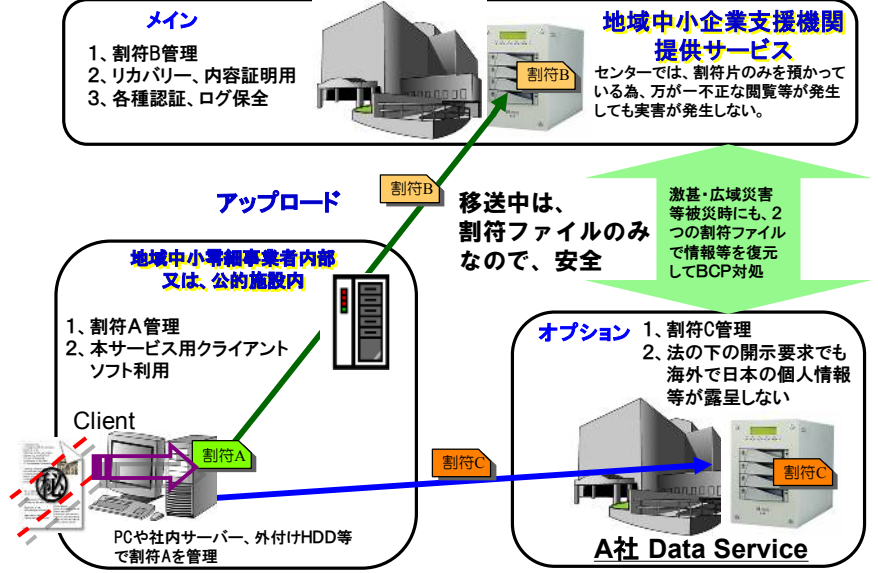 メイン
1、割符B管理
2、リカバリー、内容証明用
3、各種認証、ログ保全
割符B
地域中小企業支援機関
提供サービス
センターでは、割符片のみを預かって
いる為、万が一不正な閲覧等が発生
しても実害が発生しない。
アップロード
割符B
移送中は、
割符ファイルのみ
なので、安全
激甚・広域災害
等被災時にも、2
つの割符ファイル
で情報等を復元
してBCP対処
地域中小零細事業者内部
又は、公的施設内
1、割符A管理
2、本サービス用クライアント
ソフト利用
Client
㊙
割符A
PCや社内サーバー、外付けHDD等
で割符Aを管理
割符C
オプション
1、割符C管理
2、法の下の開示要求でも
海外で日本の個人情報
等が露呈しない
割符C
A社 Data Service